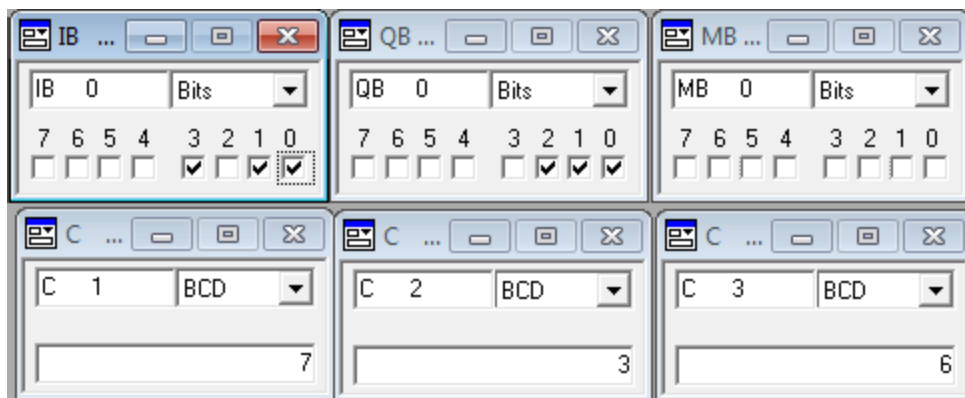 IB ... QB ... MB ...
IB 0 Bits QB 0 Bits MB 0 Bits
7 6 5 4 3 2 1 0 7 6 5 4 3 2 1 0 7 6 5 4 3 2 1 0
C ... C ... C ...
C 1 BCD C 2 BCD C 3 BCD
7 3 6